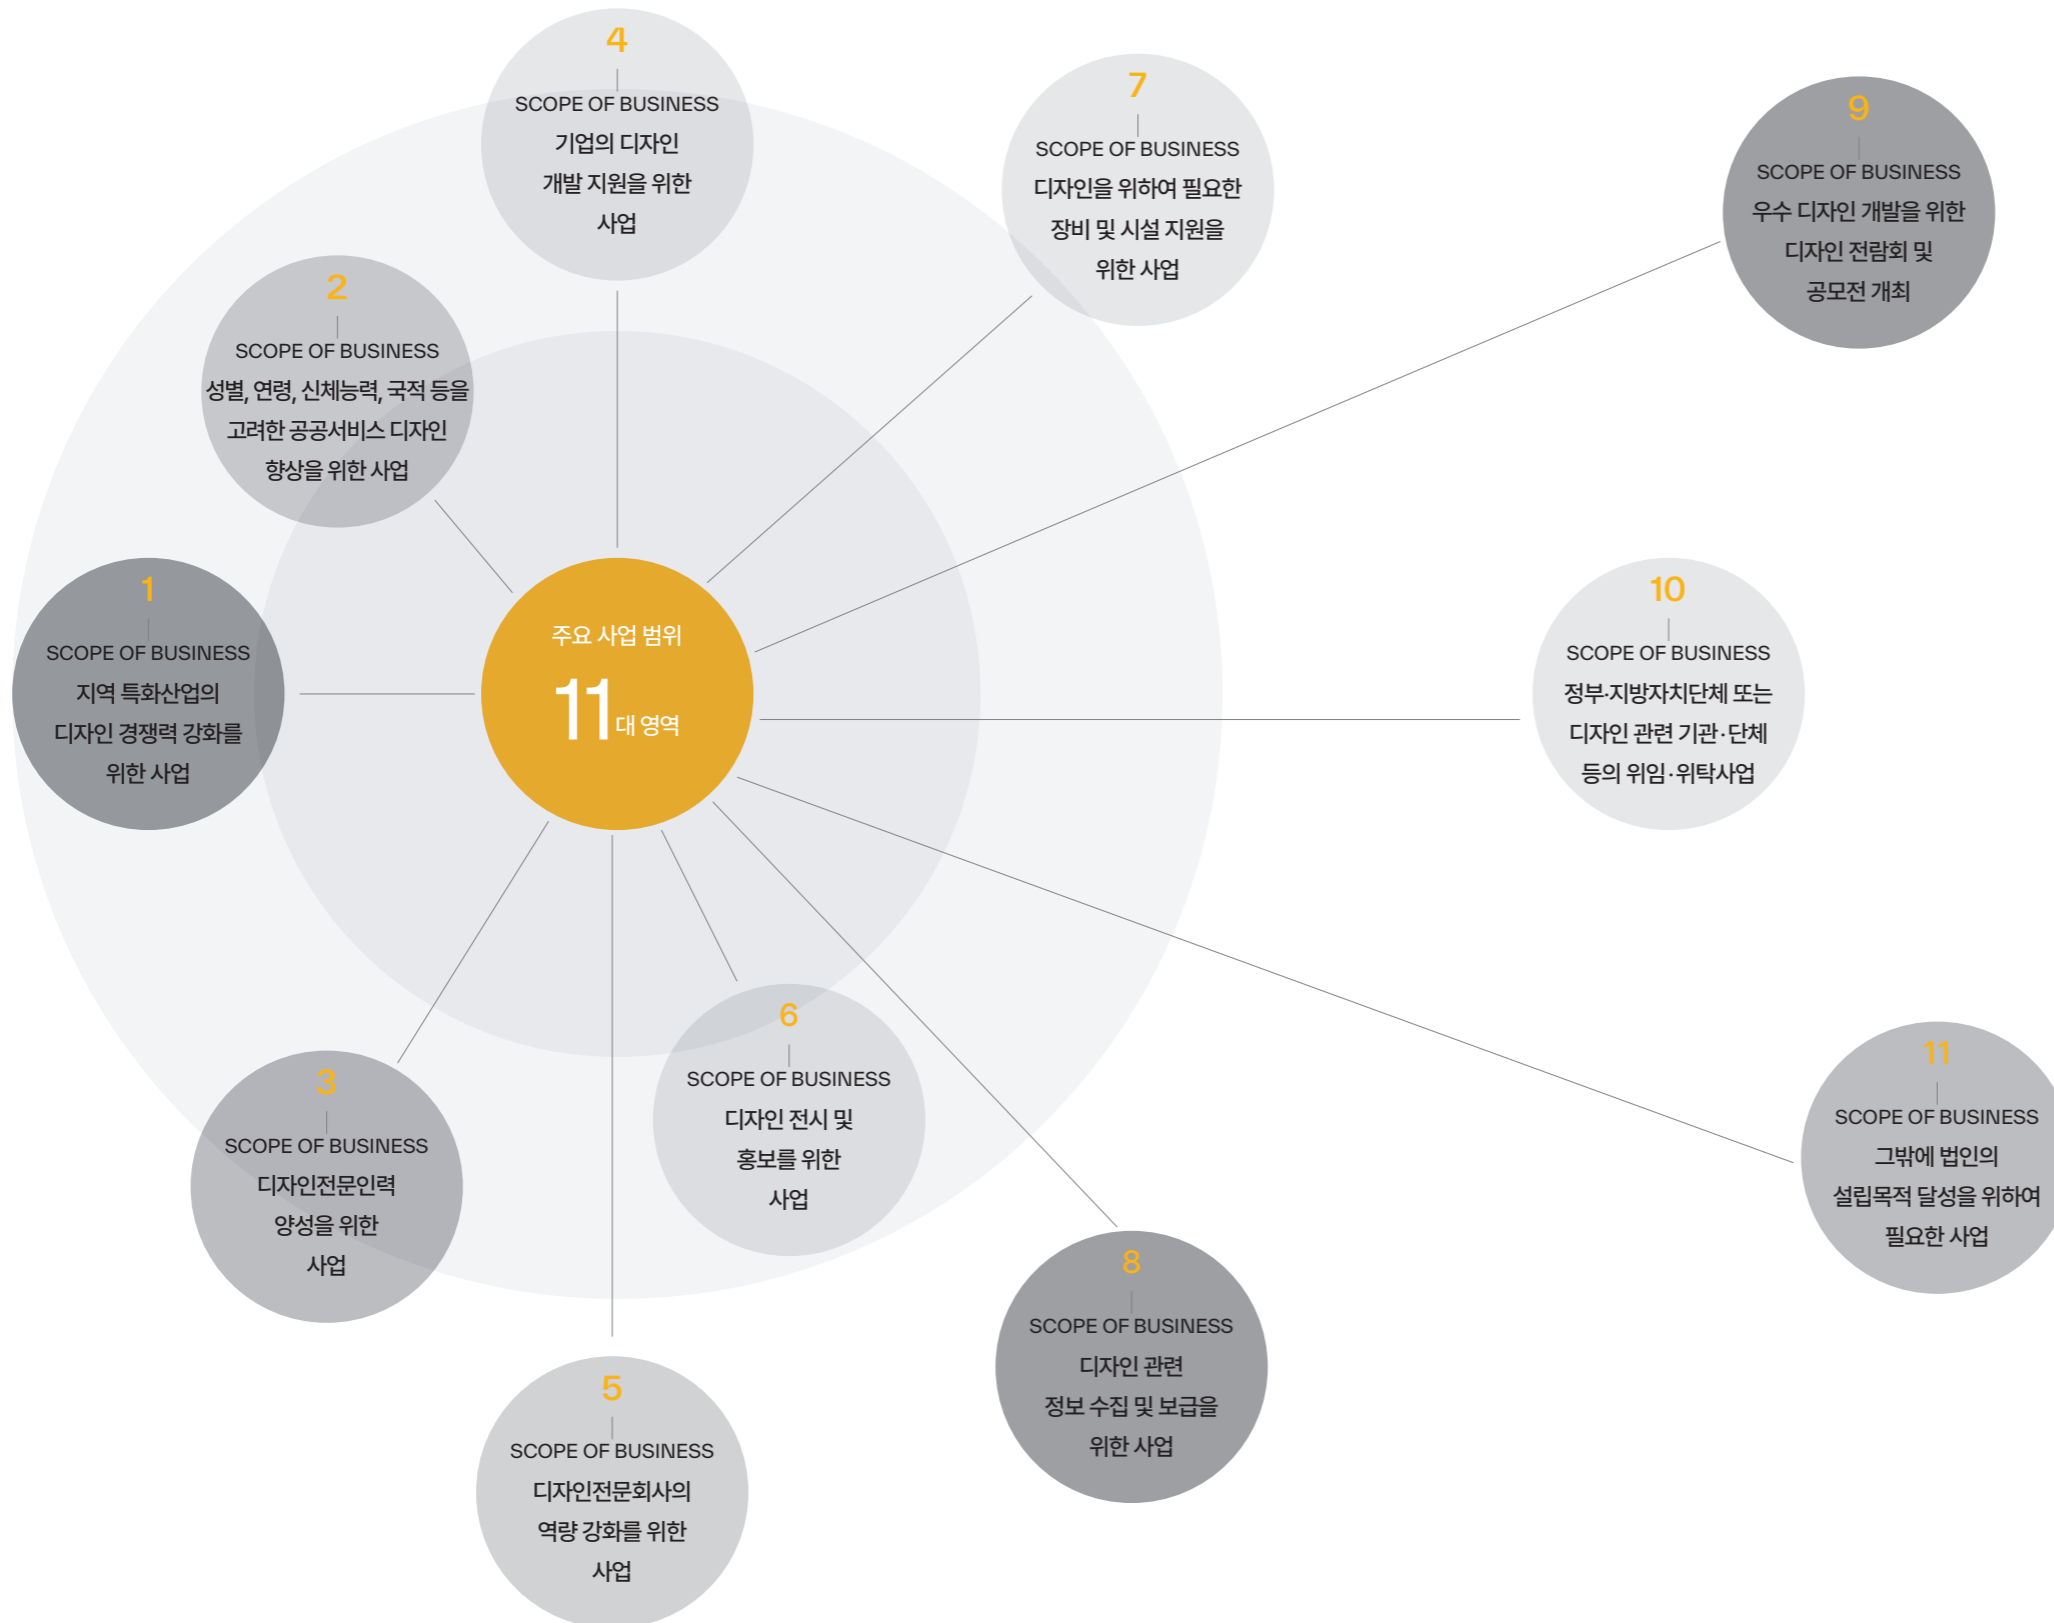 4
SCOPE OF BUSINESS
기업의 디자인
개발 지원을 위한
사업
7
SCOPE OF BUSINESS
디자인을 위하여 필요한
장비 및 시설 지원을
위한 사업
9
SCOPE OF BUSINESS
우수 디자인 개발을 위한
디자인 전람회 및
공모전 개최
2
SCOPE OF BUSINESS
성별, 연령, 신체능력, 국적 등을
고려한 공공서비스 디자인
향상을 위한 사업
1
SCOPE OF BUSINESS
지역 특화산업의
디자인 경쟁력 강화를
위한 사업
주요 사업 범위
11대 영역
10
SCOPE OF BUSINESS
정부·지방자치단체 또는
디자인 관련 기관·단체
등의 위임·위탁사업
3
SCOPE OF BUSINESS
디자인전문인력
양성을 위한
사업
6
SCOPE OF BUSINESS
디자인 전시 및
홍보를 위한
사업
11
SCOPE OF BUSINESS
그밖에 법인의
설립목적 달성을 위하여
필요한 사업
5
SCOPE OF BUSINESS
디자인전문회사의
역량 강화를 위한
사업
8
SCOPE OF BUSINESS
디자인 관련
정보 수집 및 보급을
위한 사업